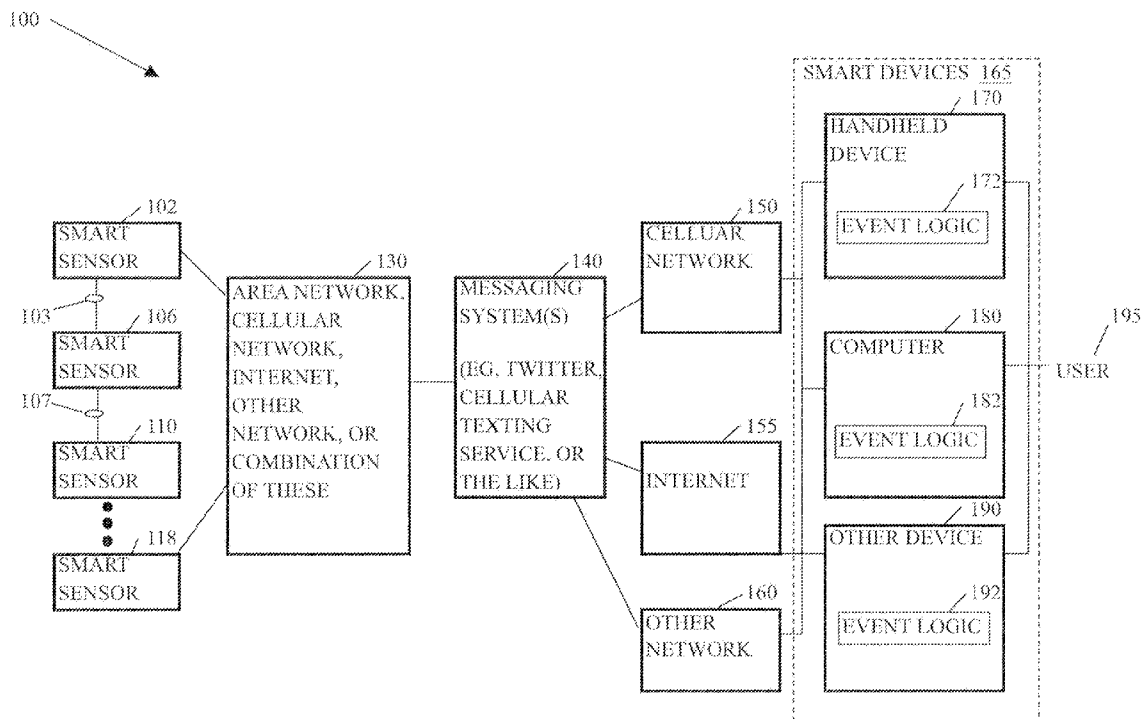 100
SMART DEVICES 165
170
HANDHELD
DEVICE
172
EVENT LOGIC
102
SMART
SENSOR
103
106
SMART
SENSOR
107
110
SMART
SENSOR
118
SMART
SENSOR
130
AREA NETWORK,
CELLULAR
NETWORK,
INTERNET,
OTHER
NETWORK, OR
COMBINATION
OF THESE
140
MESSAGING
SYSTEM(S)
(EG. TWITTER,
CELLULAR
TEXTING
SERVICE, OR
THE LIKE)
150
CELLUAR
NETWORK
155
INTERNET
160
OTHER
NETWORK
180
COMPUTER
182
EVENT LOGIC
190
OTHER DEVICE
192
EVENT LOGIC
195
USER